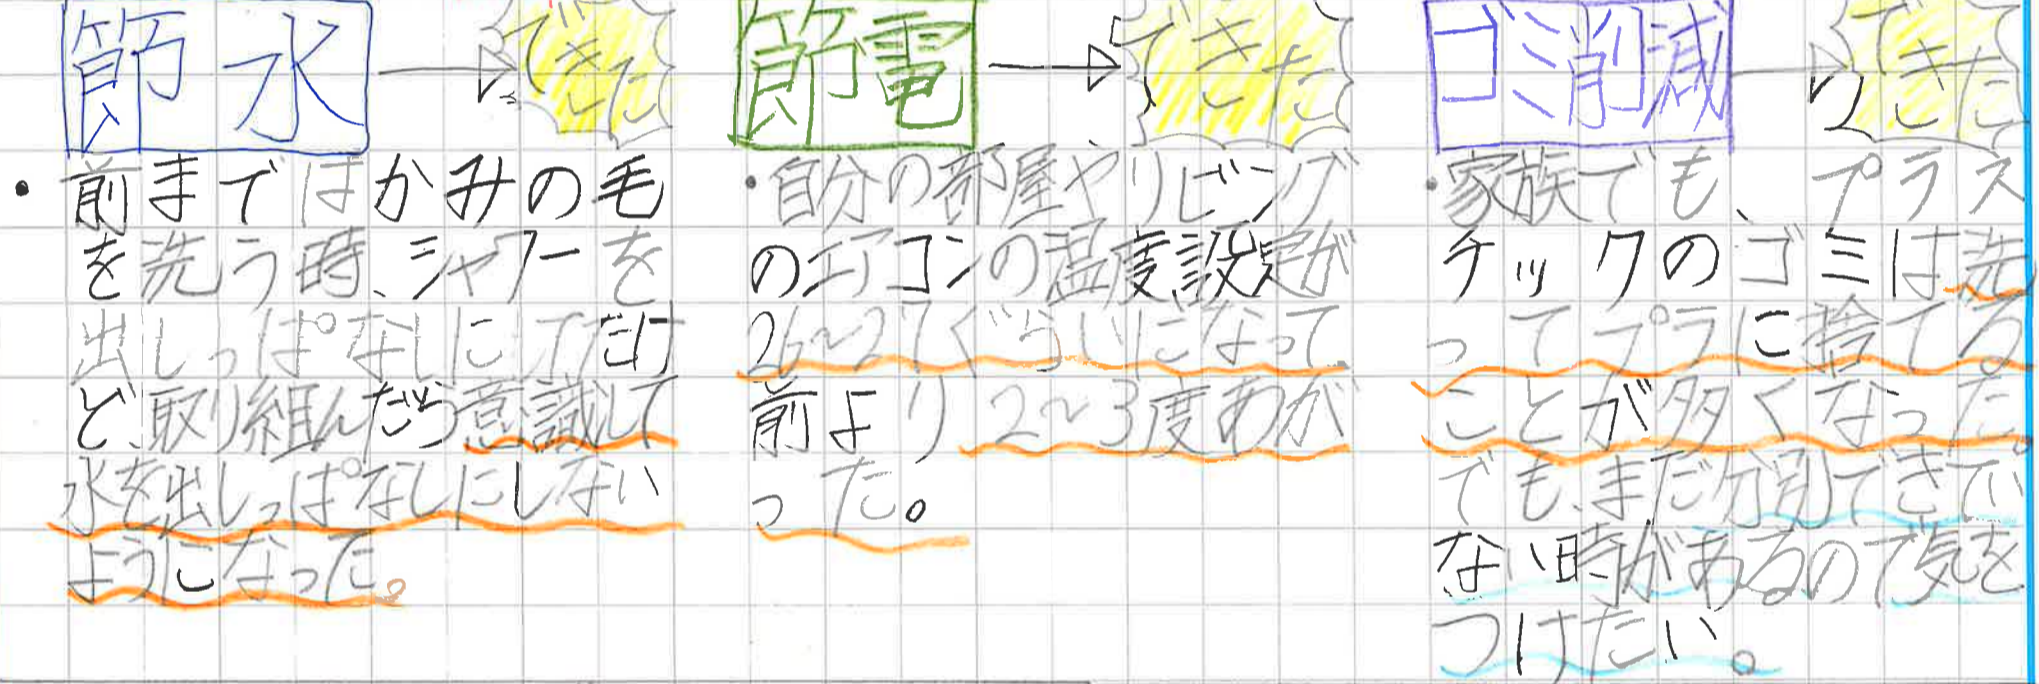 節水
できた
・前まではかみの毛
を洗う時、シャワーを
出しっぱなしにしてたけ
ど、取り組んだら意識して
水を出しっぱなしにしない
ようになった。
節電
できた
・自分の部屋やリビング
のエアコンの温度設定が
26〜27くらいになって
前より2〜3度あが
った。
ゴミ削減
できた
・家族でも、プラス
チックのゴミは洗
ってプラに捨てる
ことが多くなった。
でも、まだ分別できてい
ない時があるので気を
つけたい。